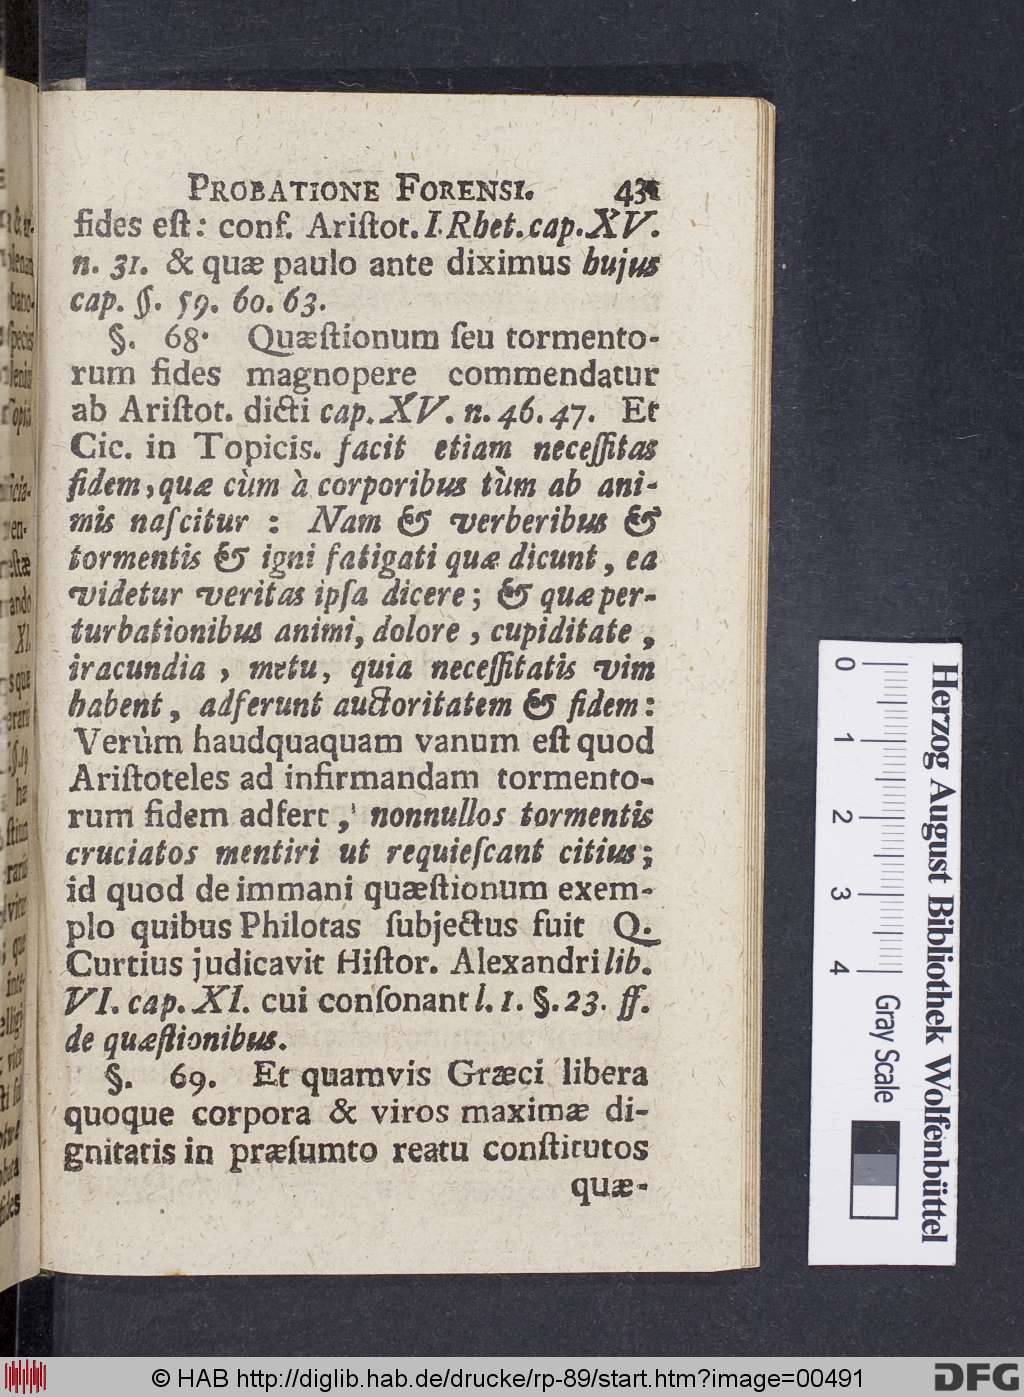 PROBATIONE FORENSI. 431
fides eſt: conf. Ariſtot. I. Rhet. cap. XV.
n. 31. & quæ paulo ante diximus hujus
cap. §. 59. 60. 63.
§. 68. Quæſtionum ſeu tormento-
rum fides magnopere commendatur
ab Ariſtot. dicti cap. XV. n. 46. 47. Et
Cic. in Topicis. facit etiam neceſſitas
fidem, quæ cùm à corporibus tùm ab ani-
mis naſcitur : Nam & verberibus &
tormentis & igni fatigati quæ dicunt, ea
videtur veritas ipſa dicere; & quæ per-
turbationibus animi, dolore, cupiditate,
iracundia, metu, quia neceſſitatis vim
habent, adferunt auctoritatem & fidem:
Verùm haudquaquam vanum eſt quod
Ariſtoteles ad infirmandam tormento-
rum fidem adfert, nonnullos tormentis
cruciatos mentiri ut requieſcant citius;
id quod de immani quæſtionum exem-
plo quibus Philotas ſubjectus fuit Q.
Curtius judicavit Hiſtor. Alexandri lib.
VI. cap. XI. cui conſonant l. 1. §. 23. ff.
de quæſtionibus.
§. 69. Et quamvis Græci libera
quoque corpora & viros maximæ di-
gnitatis in præſumto reatu conſtitutos
quæ-
0 1 2 3 4
Gray Scale
Herzog August Bibliothek Wolfenbüttel
© HAB http://diglib.hab.de/drucke/rp-89/start.htm?image=00491
DFG